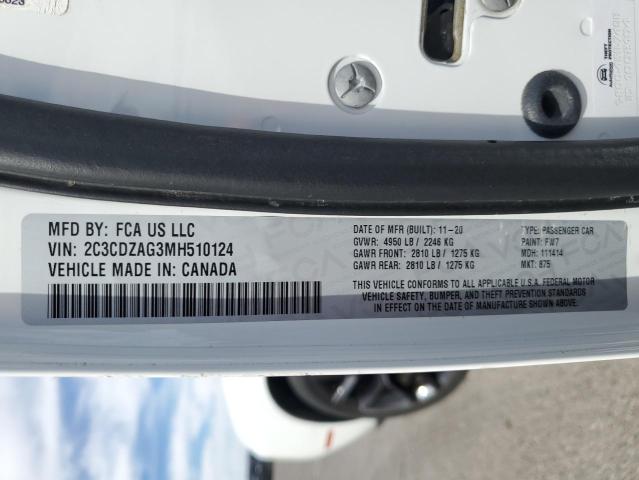 THEFT
PROTECTION
MFD BY: FCA US LLC
VIN: 2C3CDZAG3MH510124
VEHICLE MADE IN: CANADA
DATE OF MFR (BUILT): 11-20
GVWR: 4950 LB / 2246 KG
GAWR FRONT: 2810 LB / 1275 KG
GAWR REAR: 2810 LB / 1275 KG
TYPE: PASSENGER CAR
PAINT: FW7
MDH: 111414
MKT: 875
THIS VEHICLE CONFORMS TO ALL APPLICABLE U.S.A. FEDERAL MOTOR
VEHICLE SAFETY, BUMPER, AND THEFT PREVENTION STANDARDS
IN EFFECT ON THE DATE OF MANUFACTURE SHOWN ABOVE.